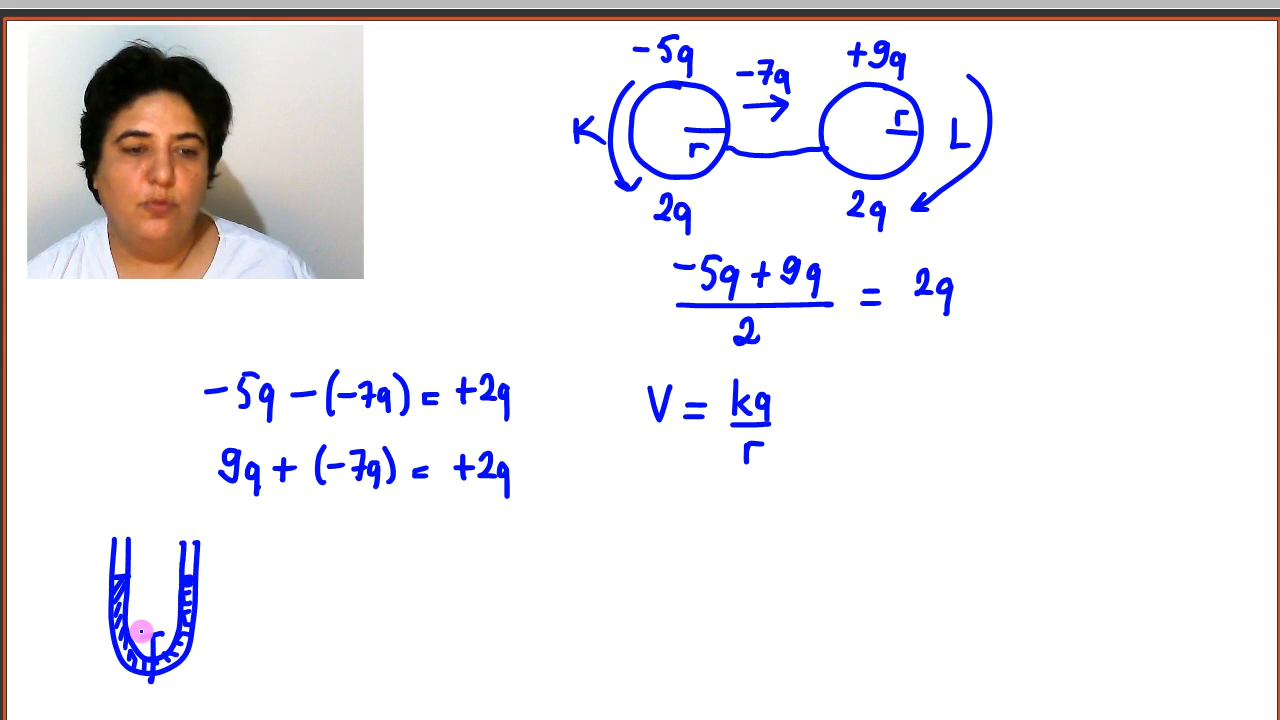 -5q
-7q
+9q
K
r
r
L
2q
2q
-5q + 9q / 2 = 2q
-5q - (-7q) = +2q
V = kq / r
9q + (-7q) = +2q